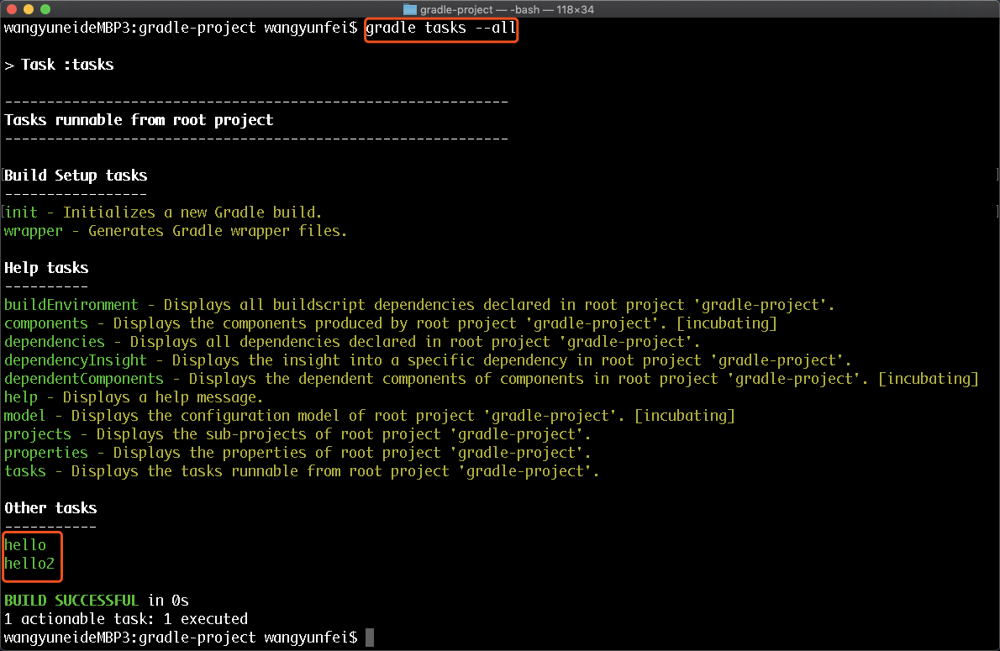 gradle-project — -bash — 118×34
wangyuneideMBP3:gradle-project wangyunfei$ gradle tasks --all
> Task :tasks
------------------------------------------------------------
Tasks runnable from root project
------------------------------------------------------------
Build Setup tasks
-----------------
init - Initializes a new Gradle build.
wrapper - Generates Gradle wrapper files.
Help tasks
----------
buildEnvironment - Displays all buildscript dependencies declared in root project 'gradle-project'.
components - Displays the components produced by root project 'gradle-project'. [incubating]
dependencies - Displays all dependencies declared in root project 'gradle-project'.
dependencyInsight - Displays the insight into a specific dependency in root project 'gradle-project'.
dependentComponents - Displays the dependent components of components in root project 'gradle-project'. [incubating]
help - Displays a help message.
model - Displays the configuration model of root project 'gradle-project'. [incubating]
projects - Displays the sub-projects of root project 'gradle-project'.
properties - Displays the properties of root project 'gradle-project'.
tasks - Displays the tasks runnable from root project 'gradle-project'.
Other tasks
-----------
hello
hello2
BUILD SUCCESSFUL in 0s
1 actionable task: 1 executed
wangyuneideMBP3:gradle-project wangyunfei$